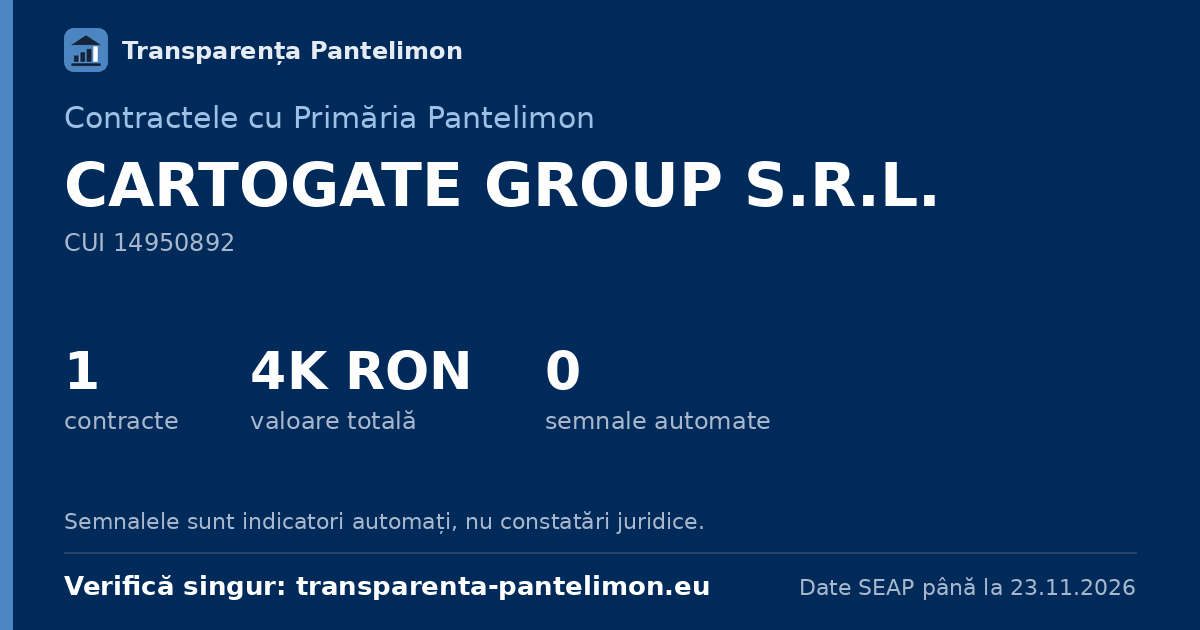 Transparența Pantelimon
Contractele cu Primăria Pantelimon
CARTOGATE GROUP S.R.L.
CUI 14950892
1
contracte
4K RON
valoare totală
0
semnale automate
Semnalele sunt indicatori automați, nu constatări juridice.
Verifică singur: transparenta-pantelimon.eu
Date SEAP până la 23.11.2026